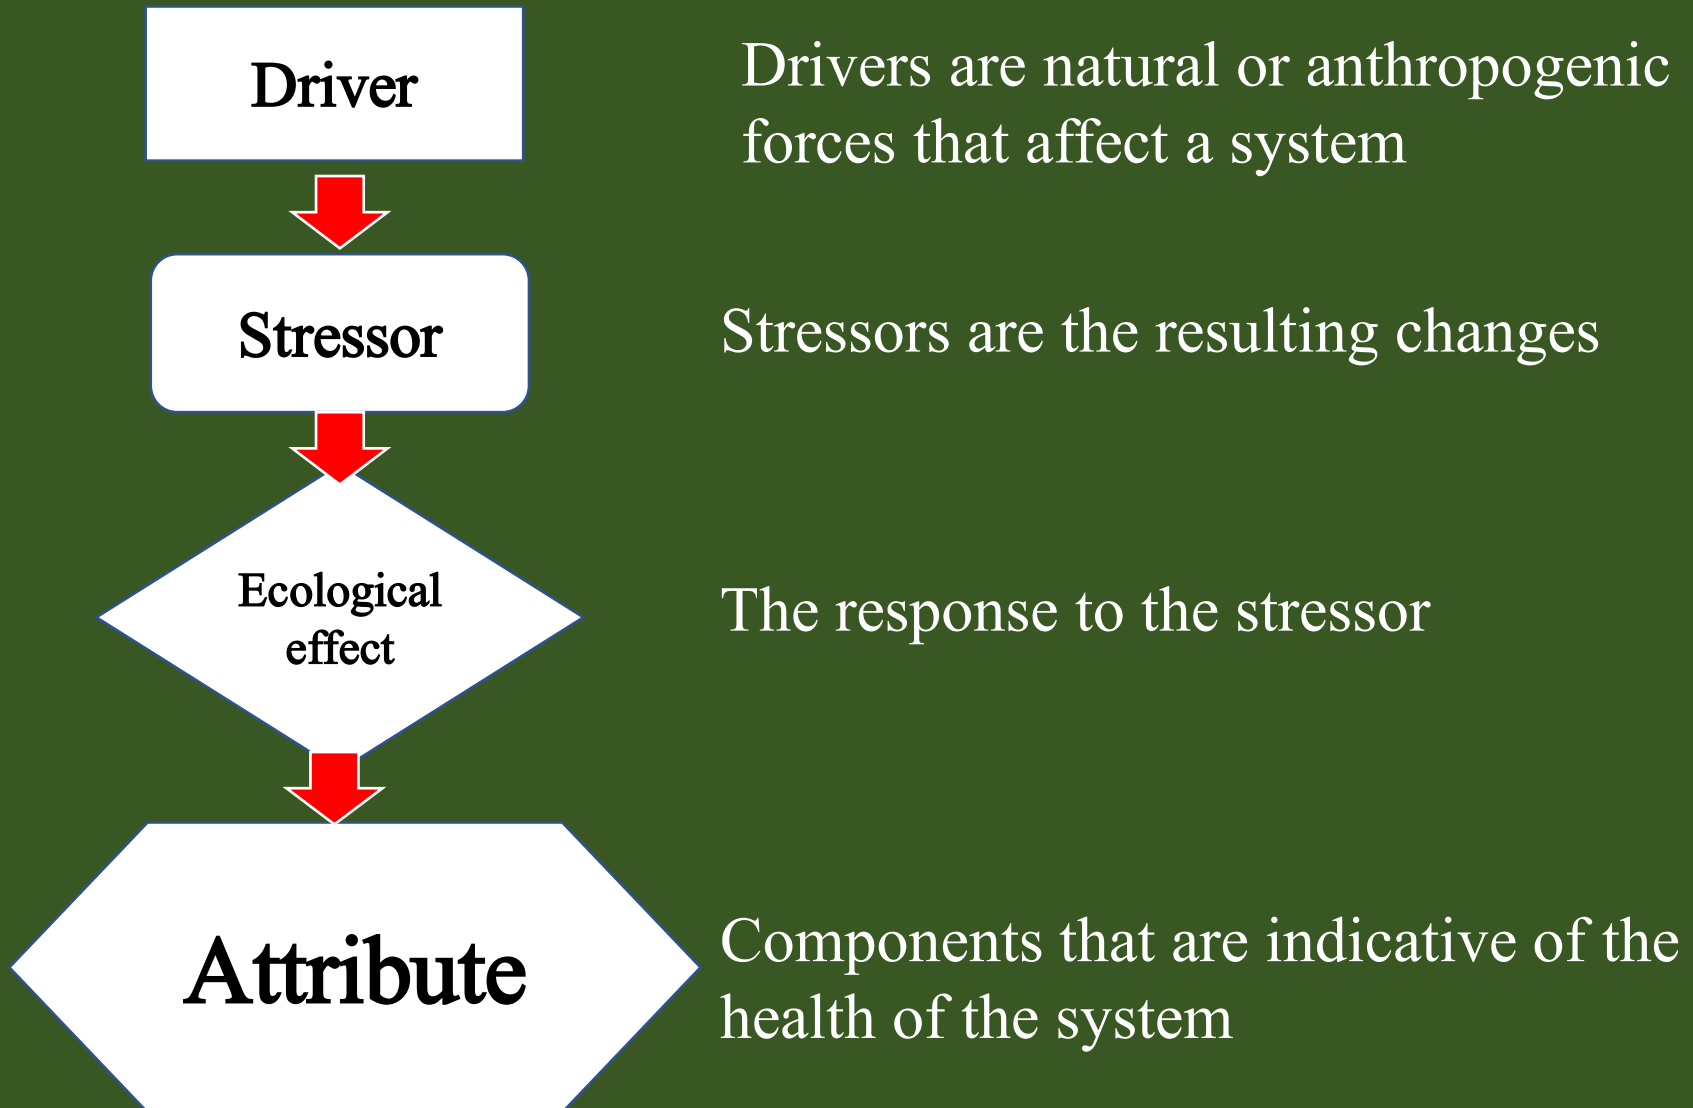 Driver
Drivers are natural or anthropogenic
forces that affect a system
Stressor
Stressors are the resulting changes
Ecological
effect
The response to the stressor
Attribute
Components that are indicative of the
health of the system